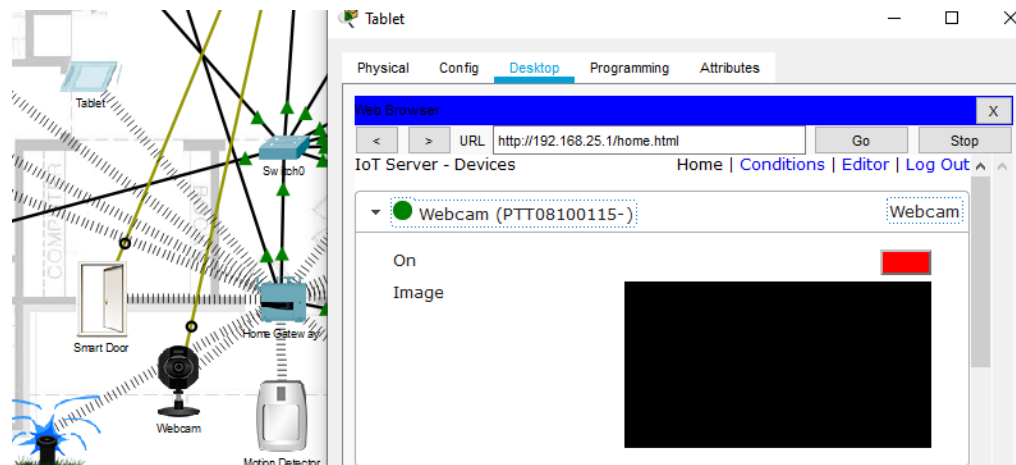 Tablet
Physical Config Desktop Programming Attributes
Web Browser X
< > URL http://192.168.25.1/home.html Go Stop
IoT Server - Devices Home | Conditions | Editor | Log Out
Webcam (PTT08100115-) Webcam
On
Image
Tablet
Switch0
COMPUTER
Smart Door
Home Gateway
Webcam
Motion Detector